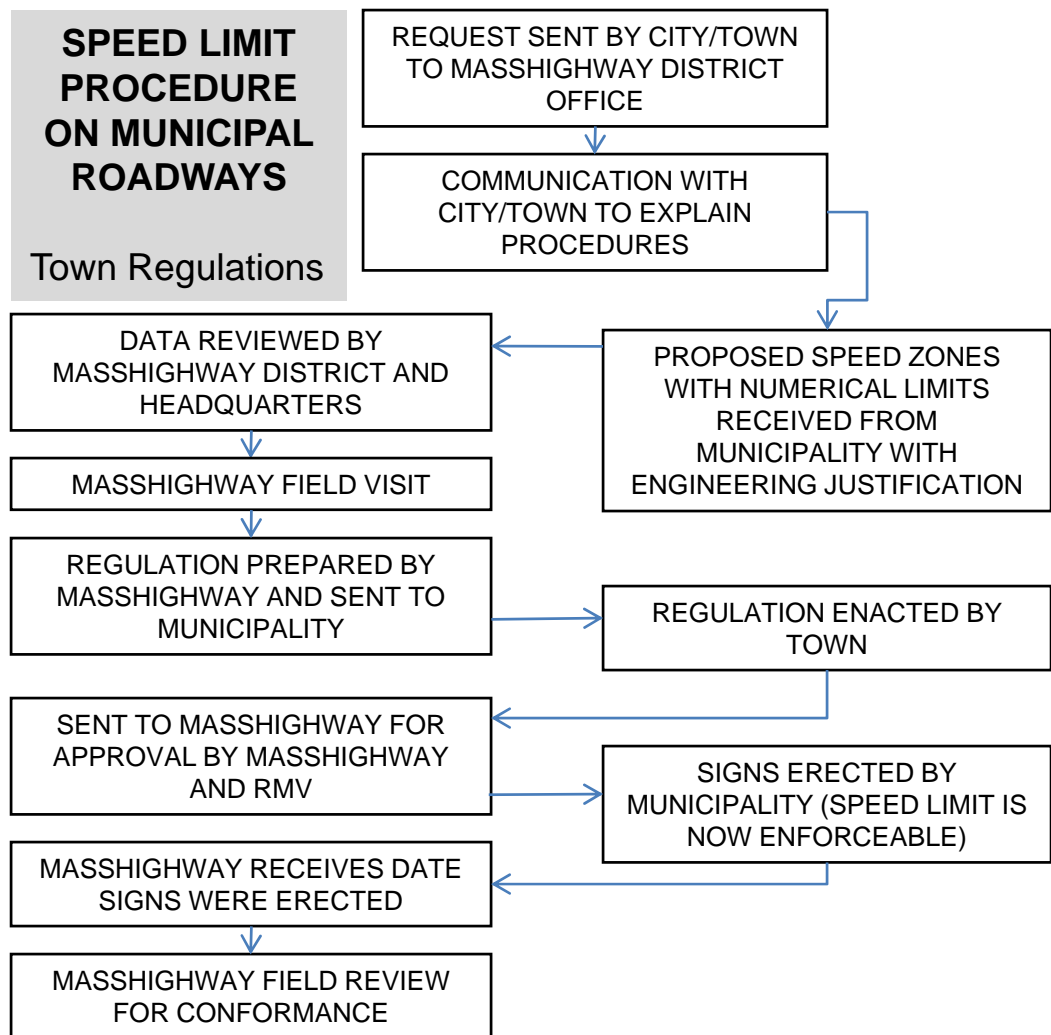 SPEED LIMIT
PROCEDURE
ON MUNICIPAL
ROADWAYS
Town Regulations
REQUEST SENT BY CITY/TOWN
TO MASSHIGHWAY DISTRICT
OFFICE
COMMUNICATION WITH
CITY/TOWN TO EXPLAIN
PROCEDURES
PROPOSED SPEED ZONES
WITH NUMERICAL LIMITS
RECEIVED FROM
MUNICIPALITY WITH
ENGINEERING JUSTIFICATION
DATA REVIEWED BY
MASSHIGHWAY DISTRICT AND
HEADQUARTERS
MASSHIGHWAY FIELD VISIT
REGULATION PREPARED BY
MASSHIGHWAY AND SENT TO
MUNICIPALITY
REGULATION ENACTED BY
TOWN
SENT TO MASSHIGHWAY FOR
APPROVAL BY MASSHIGHWAY
AND RMV
SIGNS ERECTED BY
MUNICIPALITY (SPEED LIMIT IS
NOW ENFORCEABLE)
MASSHIGHWAY RECEIVES DATE
SIGNS WERE ERECTED
MASSHIGHWAY FIELD REVIEW
FOR CONFORMANCE